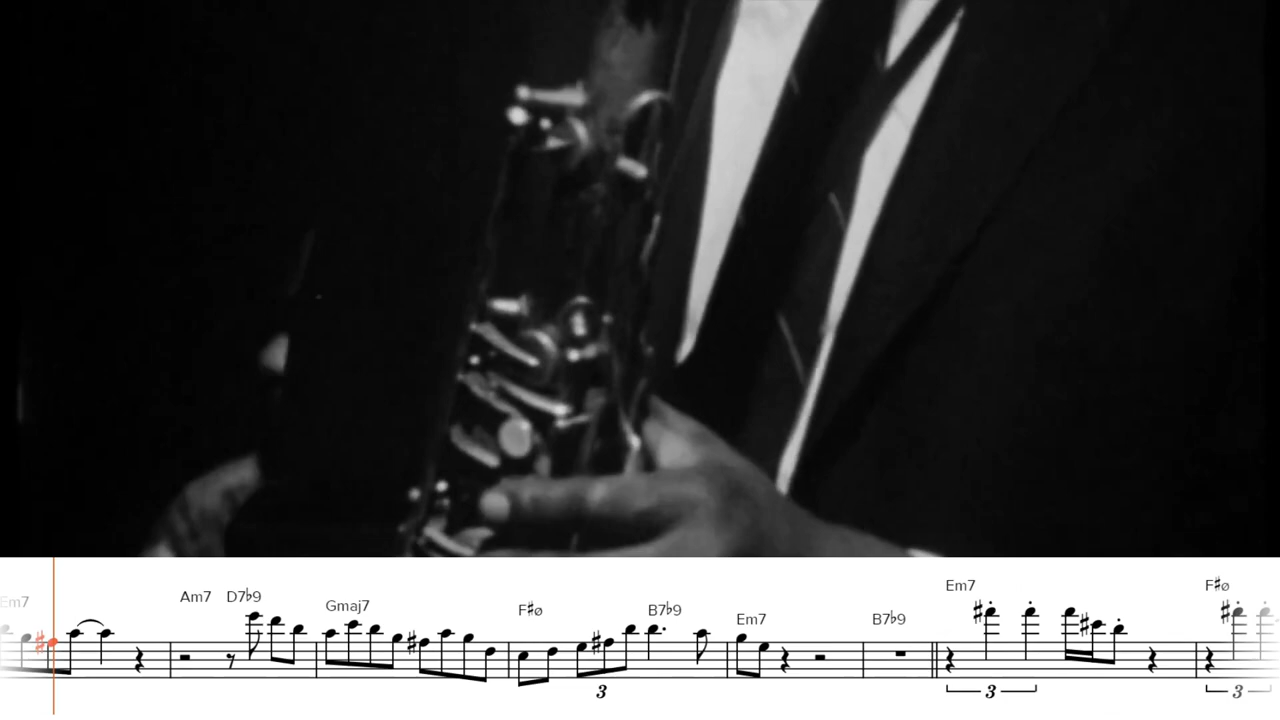 Em7 Am7 D7♭9 Gmaj7 F♯ø B7♭9 Em7 B7♭9 Em7 F♯ø
3 3 3